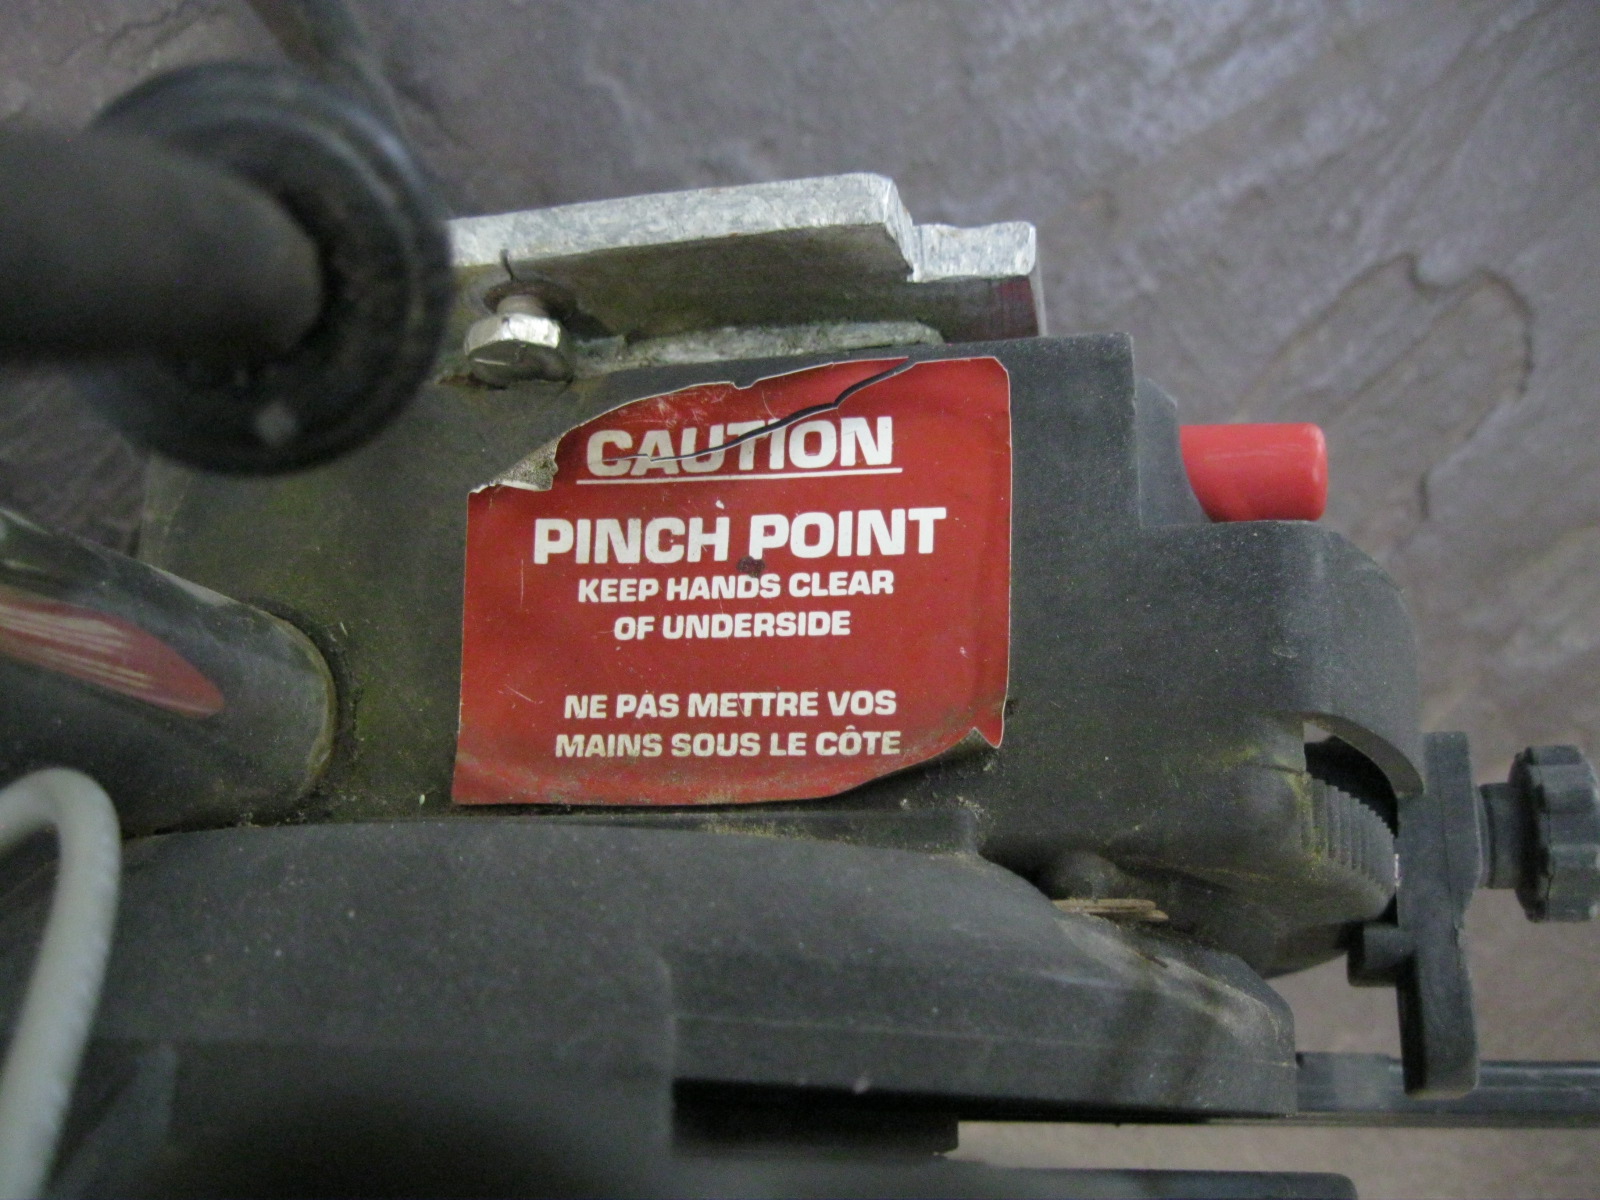 CAUTION
PINCH POINT
KEEP HANDS CLEAR
OF UNDERSIDE
NE PAS METTRE VOS
MAINS SOUS LE CÔTE